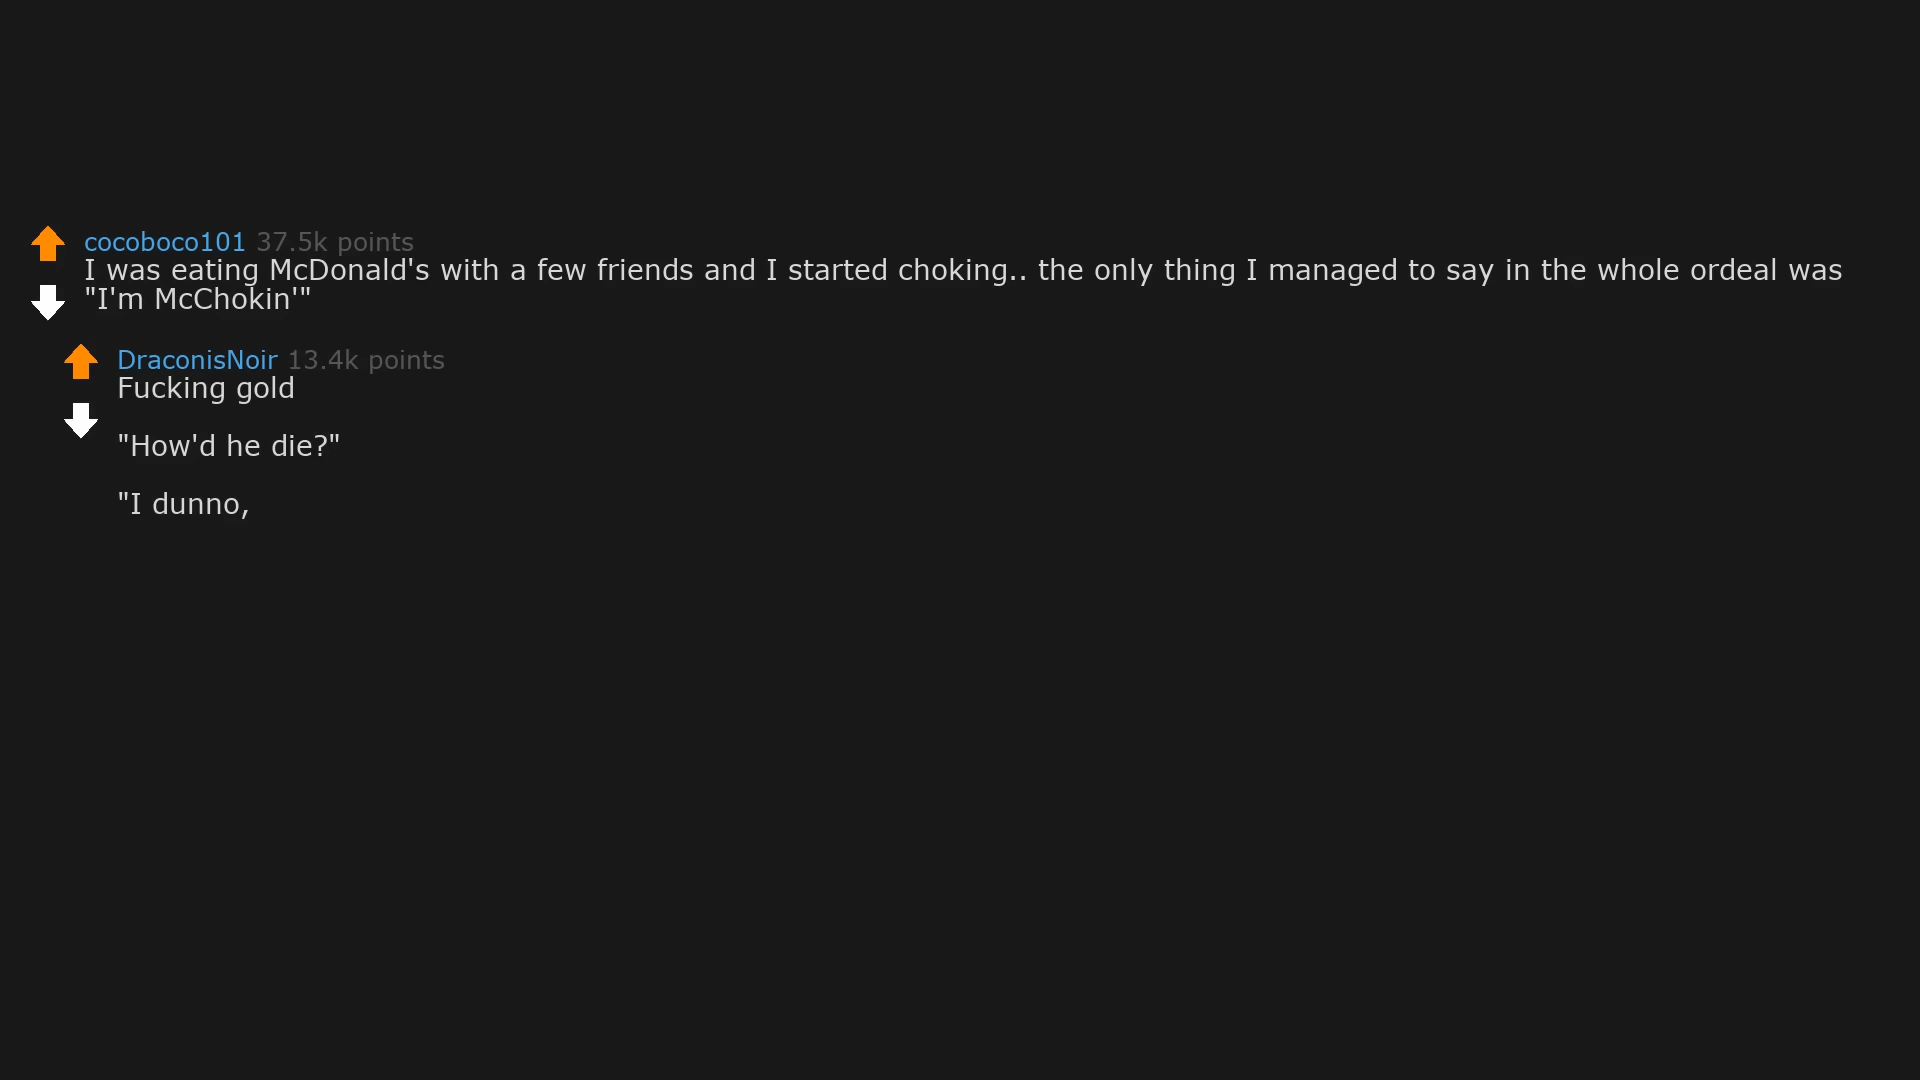 cocoboco101 37.5k points
I was eating McDonald's with a few friends and I started choking.. the only thing I managed to say in the whole ordeal was
"I'm McChokin'"
DraconisNoir 13.4k points
Fucking gold
"How'd he die?"
"I dunno,